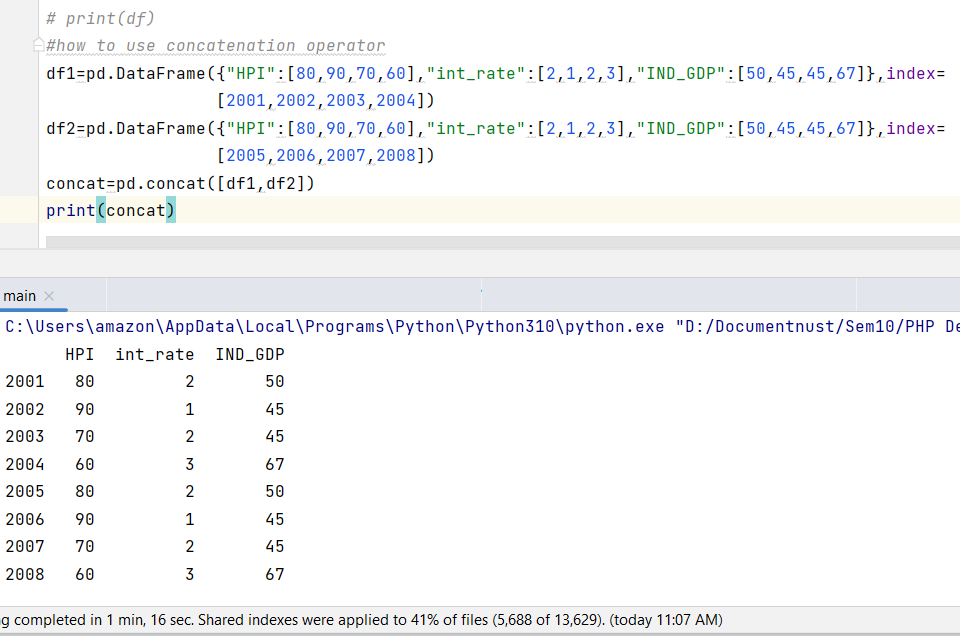 # print(df)
#how to use concatenation operator
df1=pd.DataFrame({"HPI":[80,90,70,60],"int_rate":[2,1,2,3],"IND_GDP":[50,45,45,67]},index=
[2001,2002,2003,2004])
df2=pd.DataFrame({"HPI":[80,90,70,60],"int_rate":[2,1,2,3],"IND_GDP":[50,45,45,67]},index=
[2005,2006,2007,2008])
concat=pd.concat([df1,df2])
print(concat)
main
C:\Users\amazon\AppData\Local\Programs\Python\Python310\python.exe "D:/Documentnust/Sem10/PHP De
HPI int_rate IND_GDP
2001 80 2 50
2002 90 1 45
2003 70 2 45
2004 60 3 67
2005 80 2 50
2006 90 1 45
2007 70 2 45
2008 60 3 67
g completed in 1 min, 16 sec. Shared indexes were applied to 41% of files (5,688 of 13,629). (today 11:07 AM)